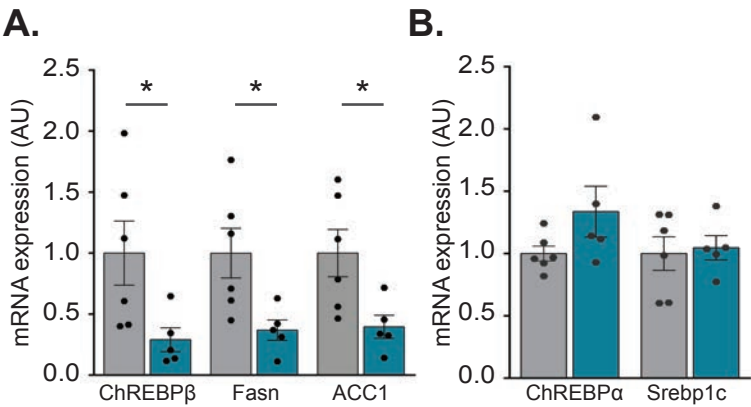 A.
mRNA expression (AU)
2.5
2.0
1.5
1.0
0.5
0.0
* * *
ChREBPβ Fasn ACC1
B.
mRNA expression (AU)
2.5
2.0
1.5
1.0
0.5
0.0
ChREBPα Srebp1c